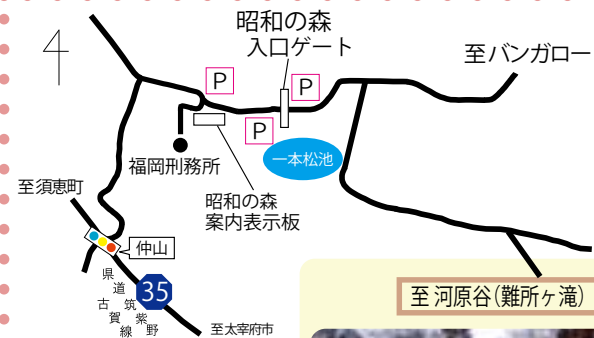 昭和の森
入口ゲート
至バンガロー
P
P
P
一本松池
福岡刑務所
至須恵町
昭和の森
案内表示板
仲山
35
県道
筑紫野
古賀線
至太宰府市
至河原谷(難所ヶ滝)